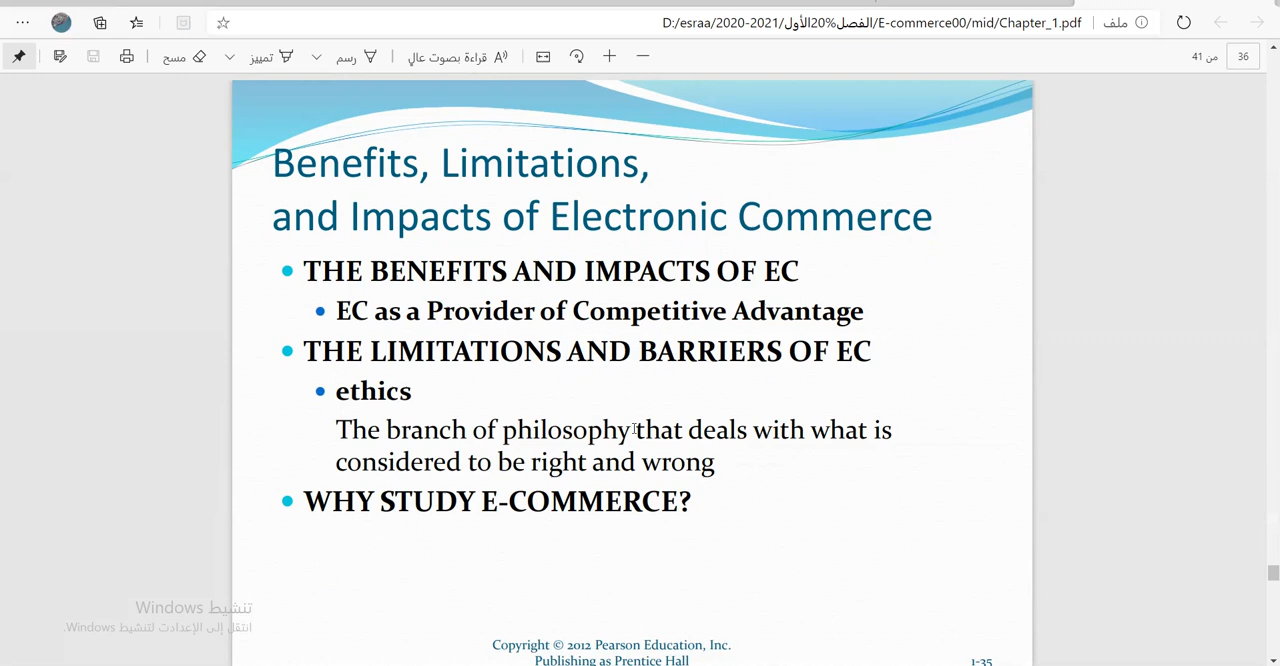 D:/esraa/2020-2021/الفصل%20الأول/E-commerce00/mid/Chapter_1.pdf
ملف
36
من 41
قراءة بصوت عالٍ
رسم
تمييز
مسح
Benefits, Limitations,
and Impacts of Electronic Commerce
• THE BENEFITS AND IMPACTS OF EC
• EC as a Provider of Competitive Advantage
• THE LIMITATIONS AND BARRIERS OF EC
• ethics
The branch of philosophy that deals with what is
considered to be right and wrong
• WHY STUDY E-COMMERCE?
تنشيط Windows
انتقل إلى الإعدادات لتنشيط Windows.
Copyright © 2012 Pearson Education, Inc.
Publishing as Prentice Hall
1-35